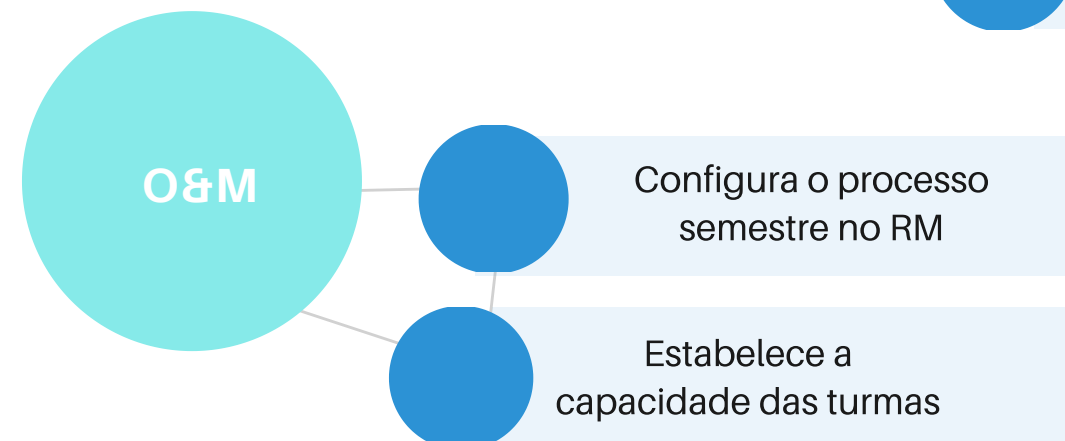 O&M
Configura o processo
semestre no RM
Estabelece a
capacidade das turmas